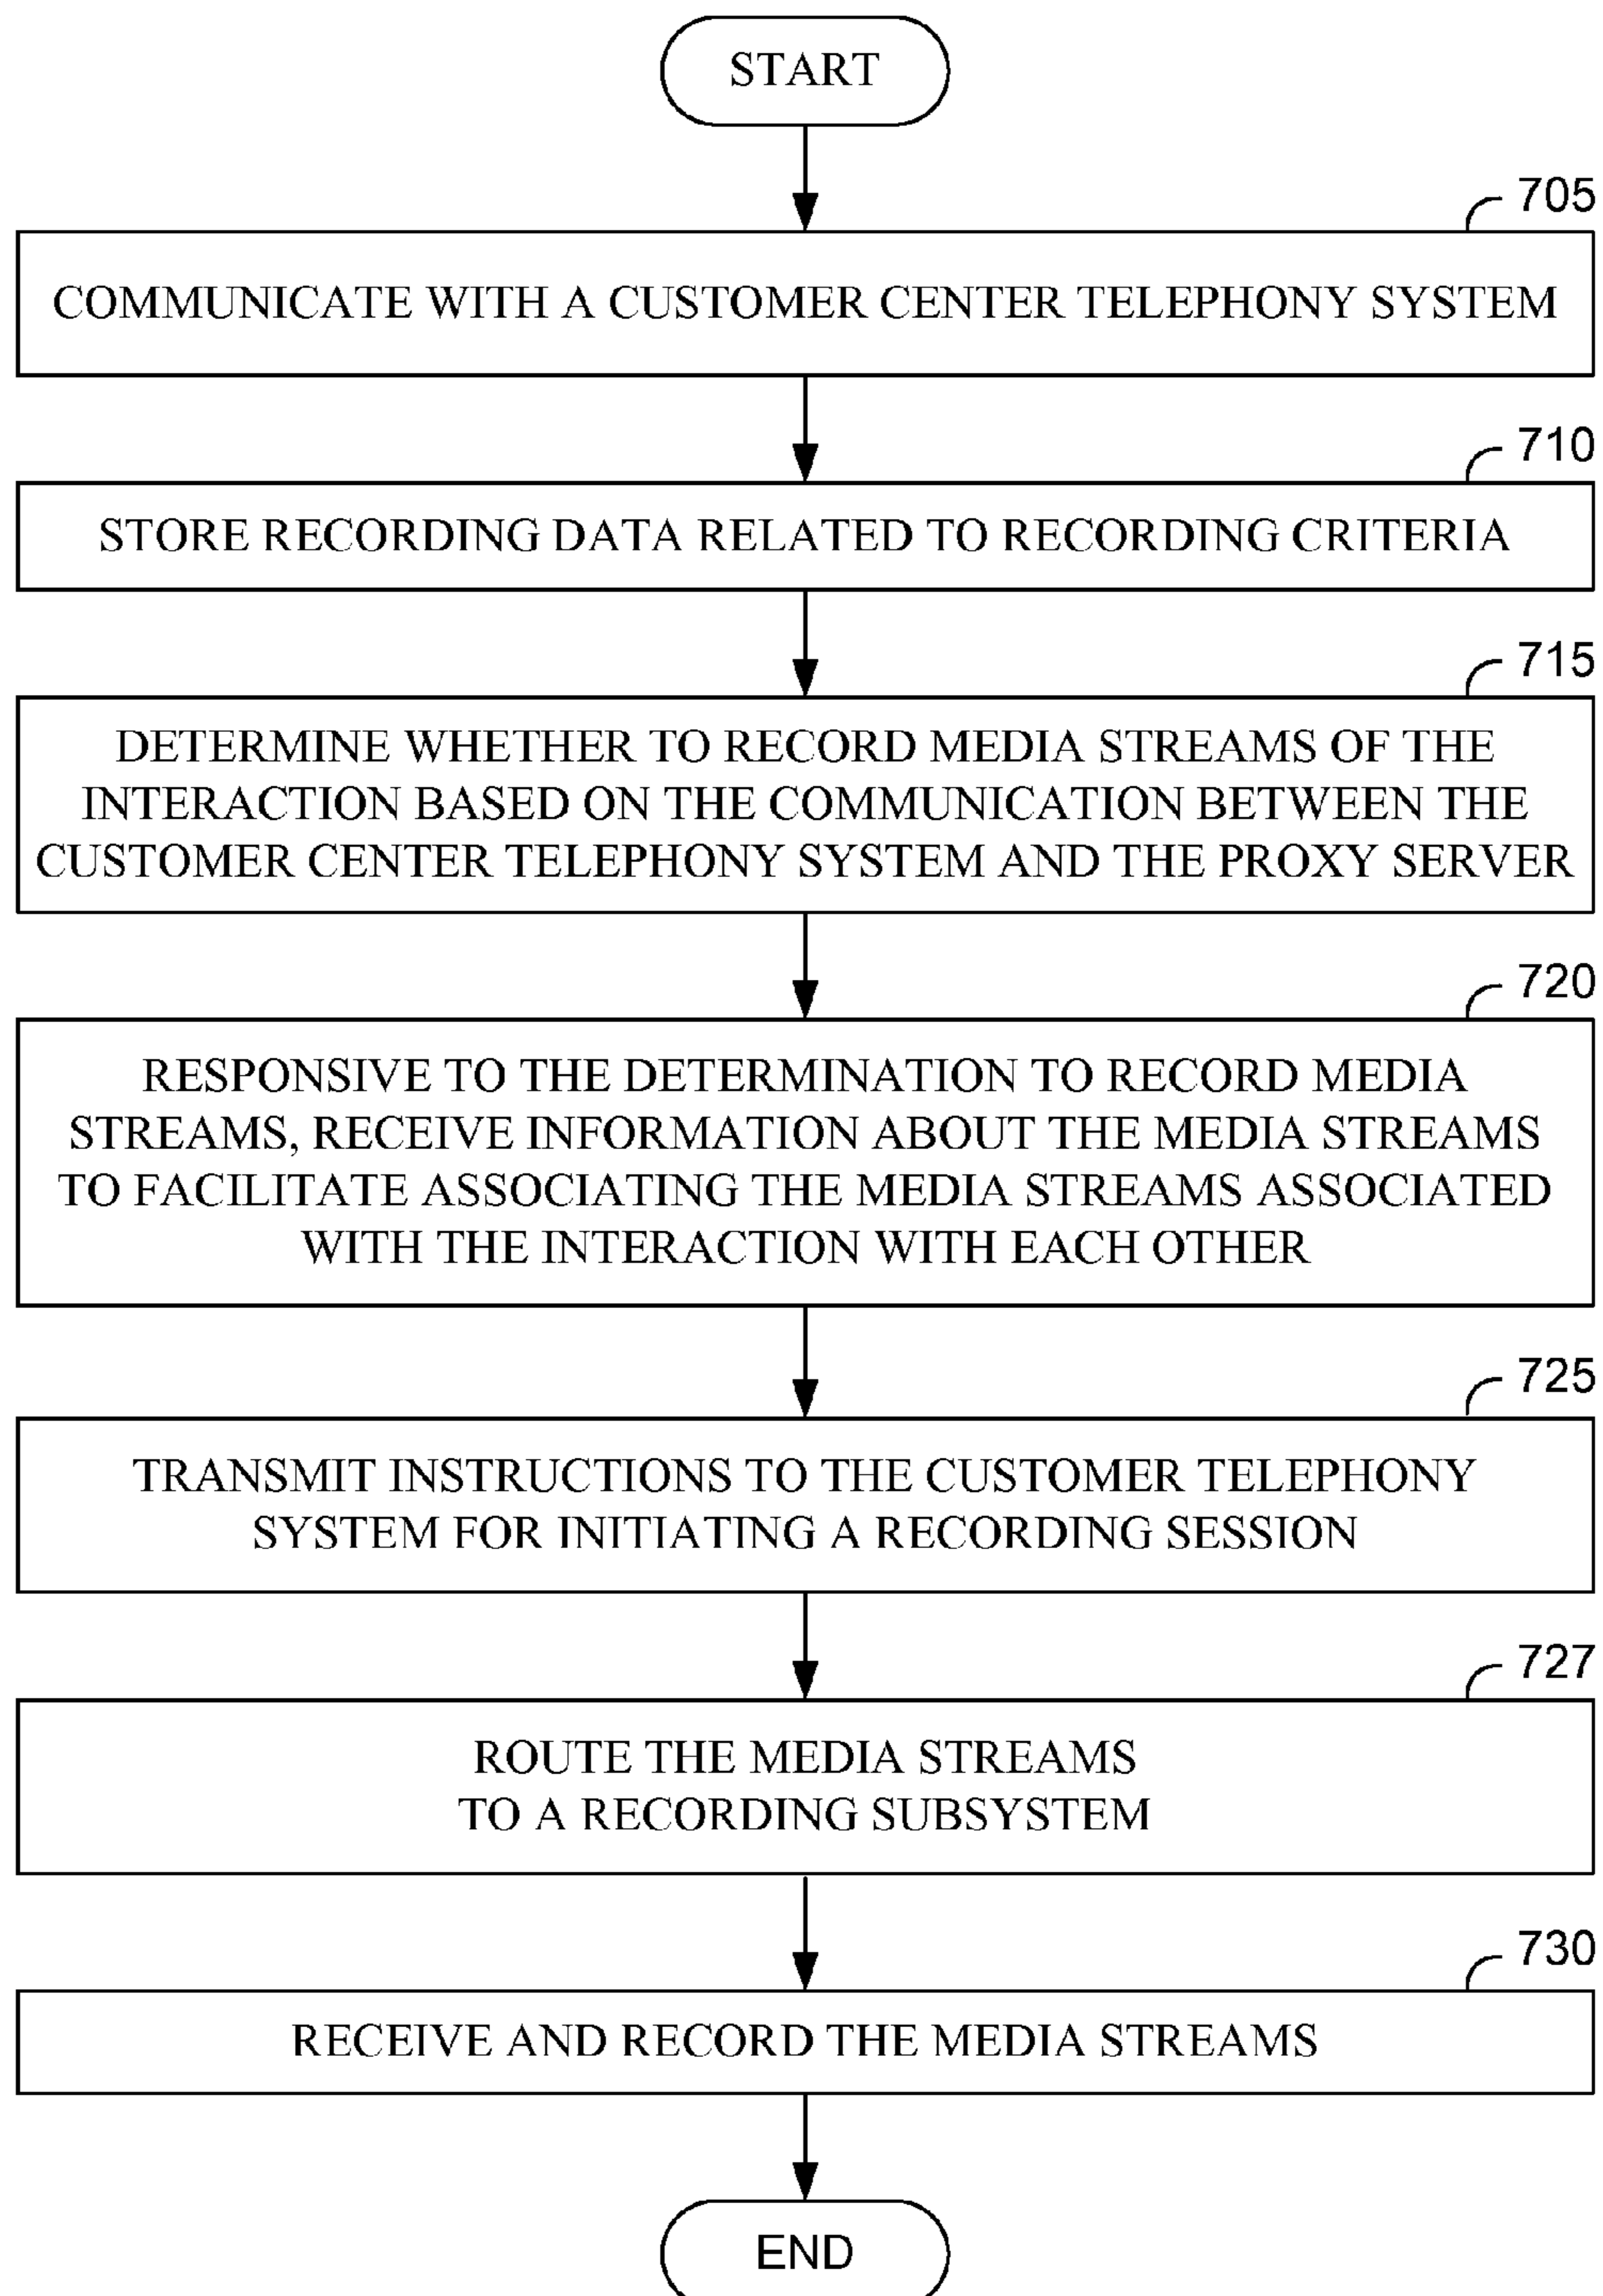 START
705
COMMUNICATE WITH A CUSTOMER CENTER TELEPHONY SYSTEM
710
STORE RECORDING DATA RELATED TO RECORDING CRITERIA
715
DETERMINE WHETHER TO RECORD MEDIA STREAMS OF THE
INTERACTION BASED ON THE COMMUNICATION BETWEEN THE
CUSTOMER CENTER TELEPHONY SYSTEM AND THE PROXY SERVER
720
RESPONSIVE TO THE DETERMINATION TO RECORD MEDIA
STREAMS, RECEIVE INFORMATION ABOUT THE MEDIA STREAMS
TO FACILITATE ASSOCIATING THE MEDIA STREAMS ASSOCIATED
WITH THE INTERACTION WITH EACH OTHER
725
TRANSMIT INSTRUCTIONS TO THE CUSTOMER TELEPHONY
SYSTEM FOR INITIATING A RECORDING SESSION
727
ROUTE THE MEDIA STREAMS
TO A RECORDING SUBSYSTEM
730
RECEIVE AND RECORD THE MEDIA STREAMS
END